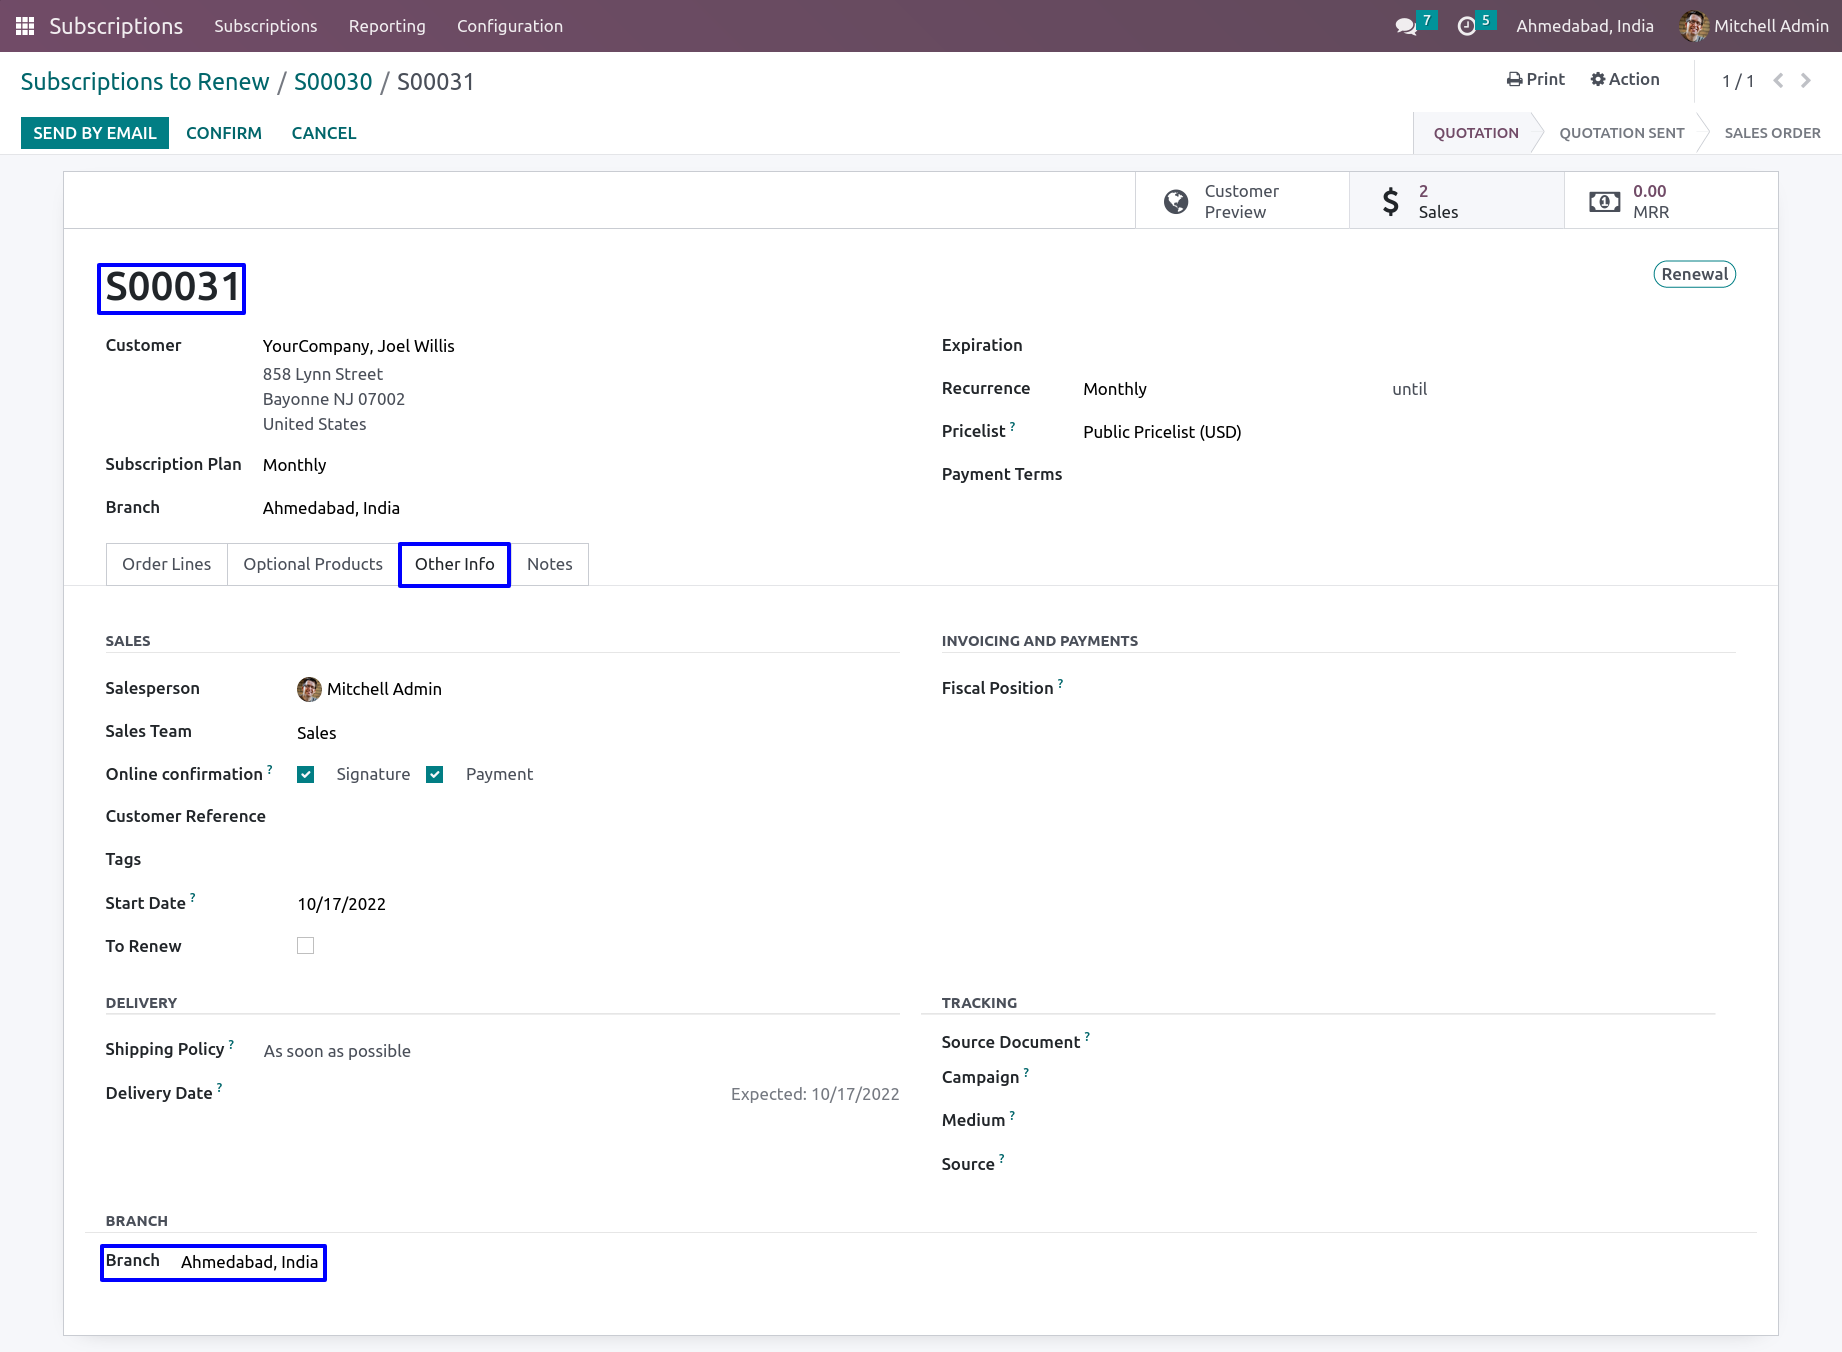 Subscriptions Subscriptions Reporting Configuration 7 5 Ahmedabad, India Mitchell Admin
Subscriptions to Renew / S00030 / S00031 Print Action 1 / 1
SEND BY EMAIL CONFIRM CANCEL QUOTATION QUOTATION SENT SALES ORDER
Customer Preview $ 2 Sales 0.00 MRR
S00031 Renewal
Customer YourCompany, Joel Willis
858 Lynn Street
Bayonne NJ 07002
United States
Subscription Plan Monthly
Branch Ahmedabad, India
Expiration
Recurrence Monthly until
Pricelist ? Public Pricelist (USD)
Payment Terms
Order Lines Optional Products Other Info Notes
SALES
Salesperson Mitchell Admin
Sales Team Sales
Online confirmation ? Signature Payment
Customer Reference
Tags
Start Date ? 10/17/2022
To Renew
INVOICING AND PAYMENTS
Fiscal Position ?
DELIVERY
Shipping Policy ? As soon as possible
Delivery Date ? Expected: 10/17/2022
TRACKING
Source Document ?
Campaign ?
Medium ?
Source ?
BRANCH
Branch Ahmedabad, India